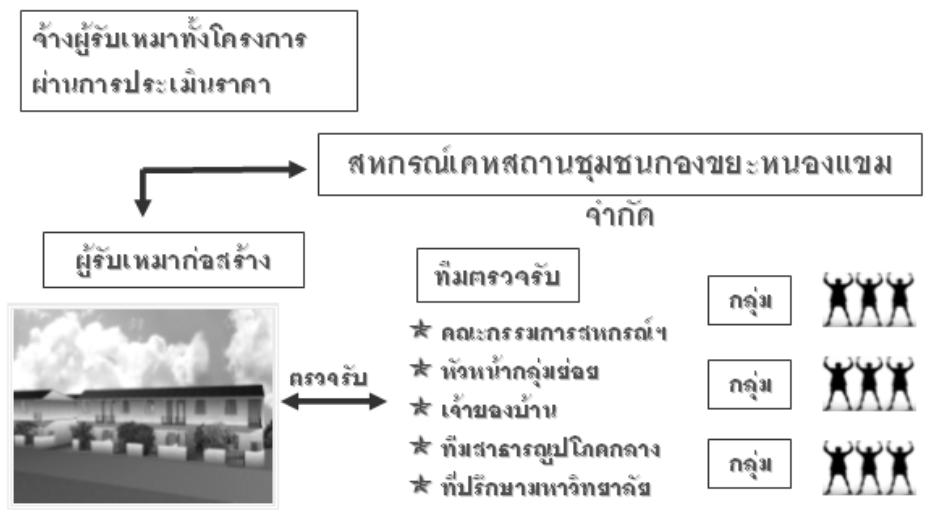 จ้างผู้รับเหมาทั้งโครงการ
ผ่านการประเมินราคา
สหกรณ์เคหสถานชุมชนกองขยะหนองแขม
จำกัด
ผู้รับเหมาก่อสร้าง
ทีมตรวจรับ
ตรวจรับ
★ คณะกรรมการสหกรณ์ฯ
★ หัวหน้ากลุ่มย่อย
★ เจ้าของบ้าน
★ ทีมสาธารณูปโภคกลาง
★ ที่ปรึกษามหาวิทยาลัย
กลุ่ม
กลุ่ม
กลุ่ม